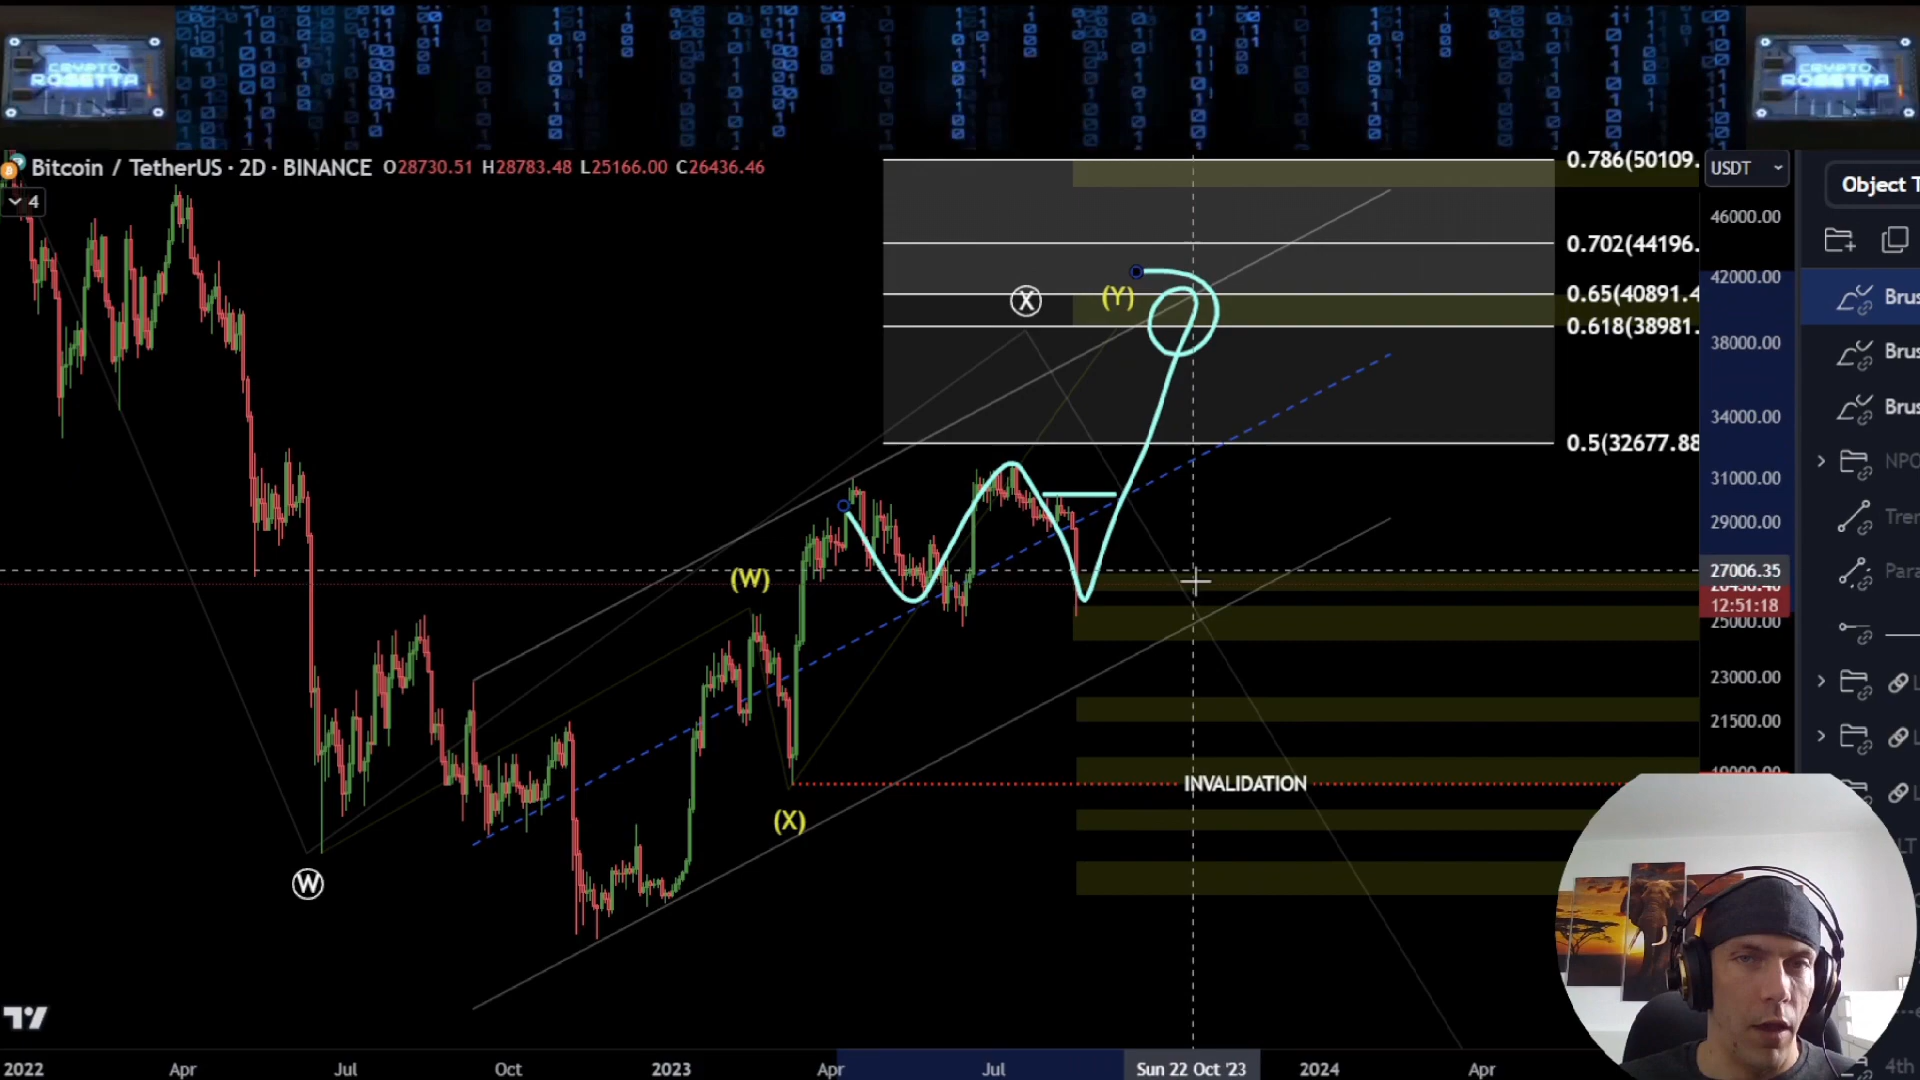 CRYPTO
ROSETTA
CRYPTO
ROSETTA
Bitcoin / TetherUS · 2D · BINANCE O28730.51 H28783.48 L25166.00 C26436.46
4
0.786(50109.
USDT
Object T
46000.00
0.702(44196.
42000.00
X
(Y)
0.65(40891.4
Brus
0.618(38981.
38000.00
Brus
34000.00
Brus
0.5(32677.88
NPO
31000.00
29000.00
Tren
27006.35
Para
(W)
12:51:18
25000.00
23000.00
21500.00
INVALIDATION
(X)
W
LT
4th
2022 Apr Jul Oct 2023 Apr Jul Sun 22 Oct '23 2024 Apr